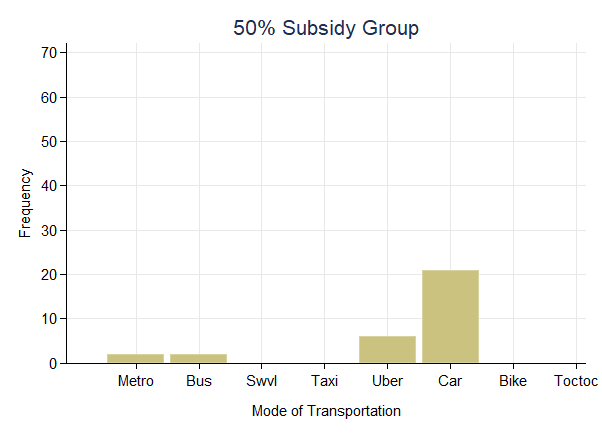 50% Subsidy Group
Frequency
70
60
50
40
30
20
10
0
Metro Bus Swvl Taxi Uber Car Bike Toctoc
Mode of Transportation